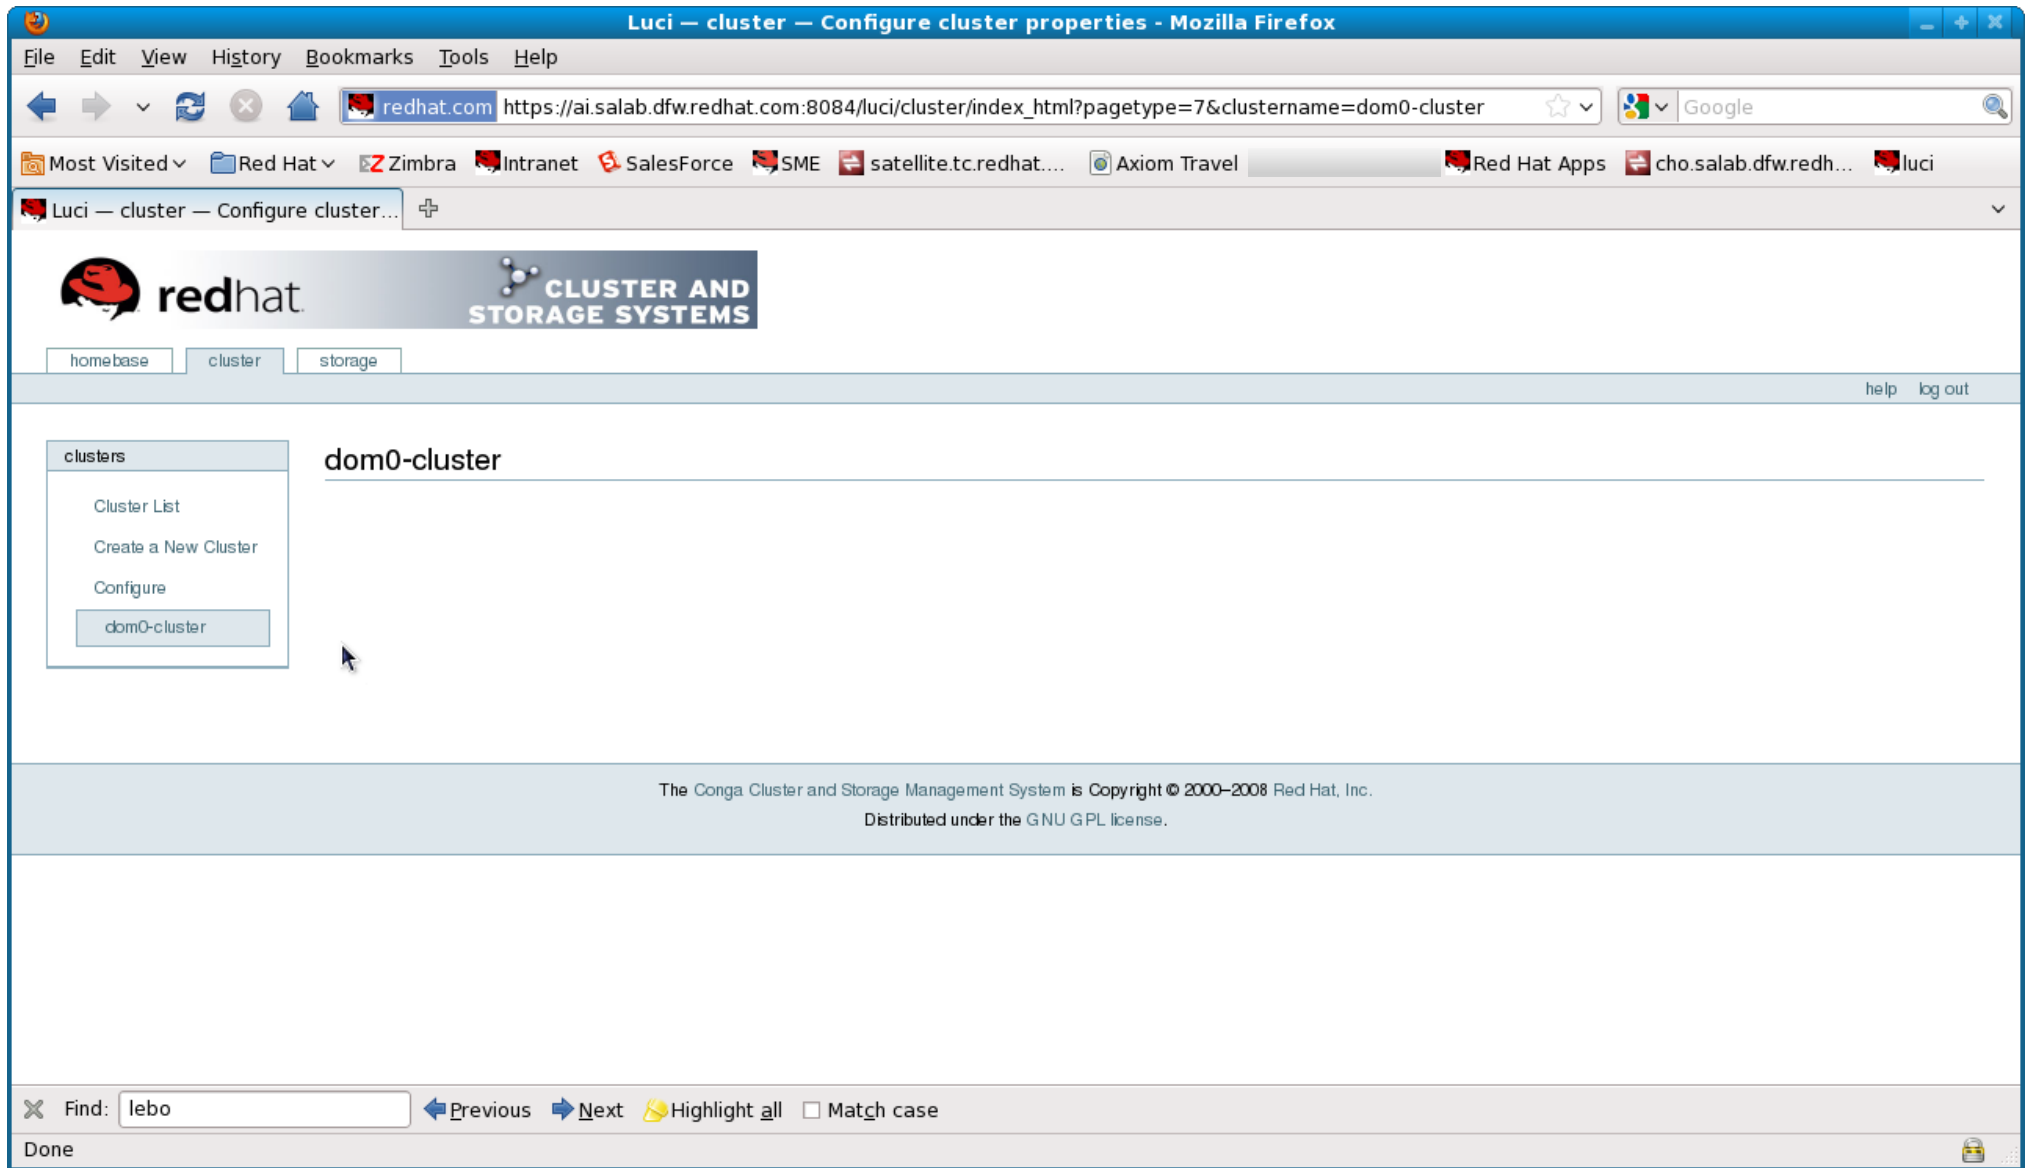 Luci — cluster — Configure cluster properties - Mozilla Firefox
File Edit View History Bookmarks Tools Help
redhat.com https://ai.salab.dfw.redhat.com:8084/luci/cluster/index_html?pagetype=7&clustername=dom0-cluster Google
Most Visited Red Hat Zimbra Intranet SalesForce SME satellite.tc.redhat.... Axiom Travel Red Hat Apps cho.salab.dfw.redh... luci
Luci — cluster — Configure cluster...
redhat. CLUSTER AND
STORAGE SYSTEMS
homebase cluster storage
help log out
clusters
Cluster List
Create a New Cluster
Configure
dom0-cluster
dom0-cluster
The Conga Cluster and Storage Management System is Copyright © 2000–2008 Red Hat, Inc.
Distributed under the GNU GPL license.
Find: lebo Previous Next Highlight all Match case
Done